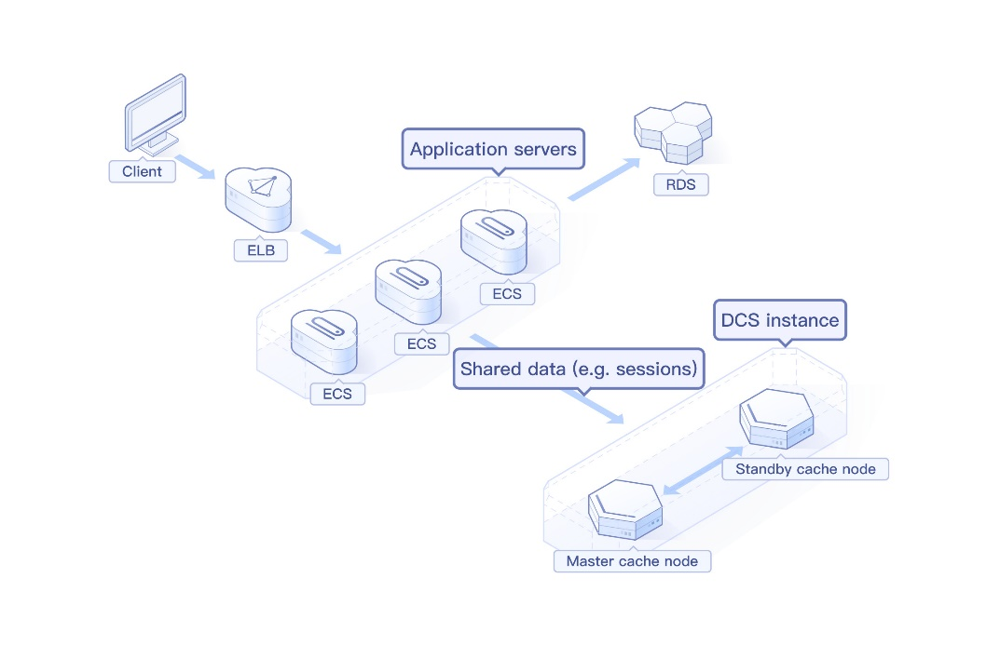 Client
ELB
Application servers
RDS
ECS
ECS
ECS
Shared data (e.g. sessions)
DCS instance
Standby cache node
Master cache node